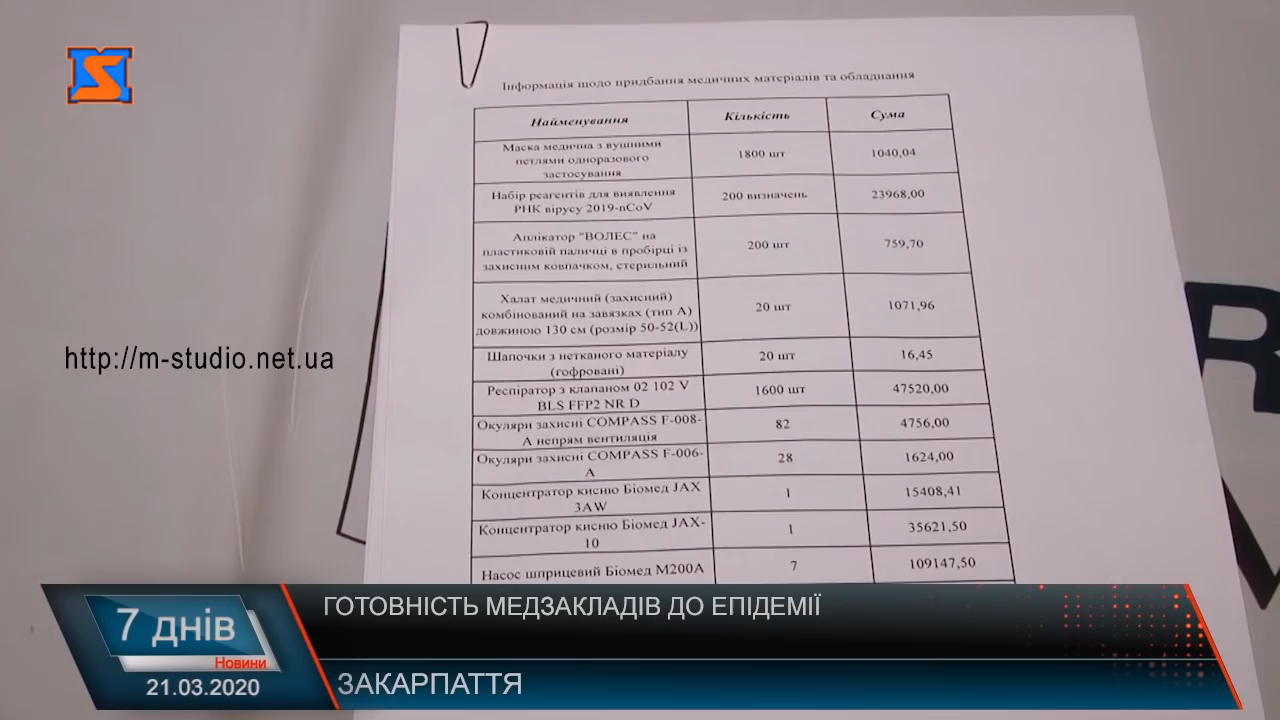 Інформація щодо придбання медичних матеріалів та обладнання
Найменування Кількість Сума
Маска медична з вушними
петлями одноразового
застосування
1800 шт 1040,04
Набір реагентів для виявлення
РНК вірусу 2019-nCoV
200 визначень 23968,00
Аплікатор "ВОЛЕС" на
пластиковій паличці в пробірці із
захисним ковпачком, стерильний
200 шт 759,70
Халат медичний (захисний)
комбінований на завязках (тип А)
довжиною 130 см (розмір 50-52(L))
20 шт 1071,96
Шапочки з нетканого матеріалу
(гофровані)
20 шт 16,45
Респіратор з клапаном 02 102 V
BLS FFP2 NR D
1600 шт 47520,00
Окуляри захисні COMPASS F-008-
А непрям вентиляція
82 4756,00
Окуляри захисні COMPASS F-006-
А
28 1624,00
Концентратор кисню Біомед JAX
3AW
1 15408,41
Концентратор кисню Біомед JAX-
10
1 35621,50
Насос шприцевий Біомед М200А 7 109147,50
http://m-studio.net.ua
7 днів
Новини
21.03.2020
ГОТОВНІСТЬ МЕДЗАКЛАДІВ ДО ЕПІДЕМІЇ
ЗАКАРПАТТЯ